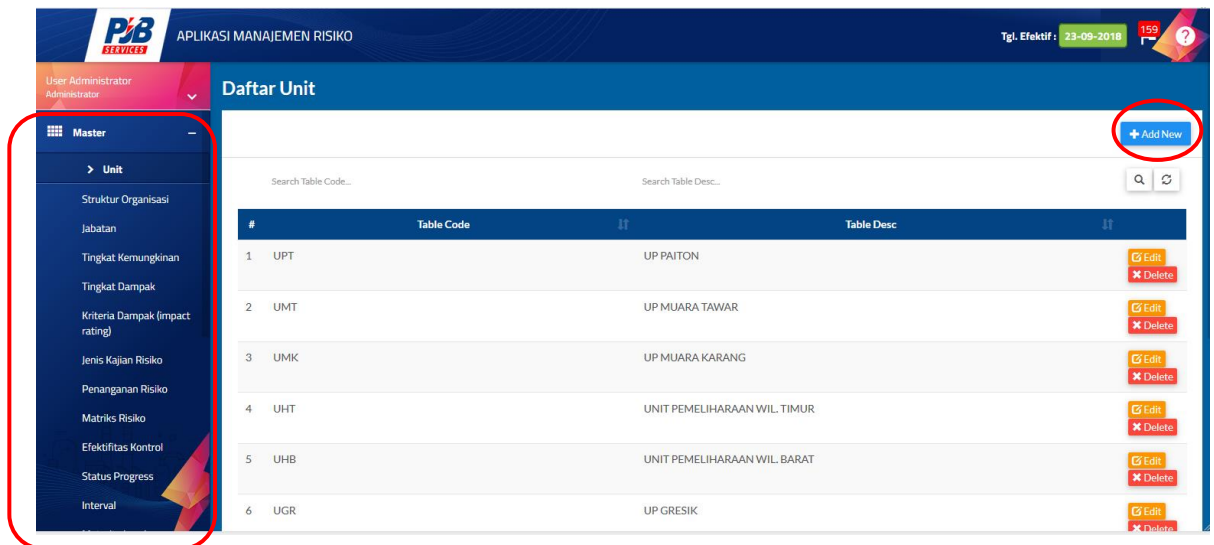 PJB
SERVICES
APLIKASI MANAJEMEN RISIKO
Tgl. Efektif : 23-09-2018
159
?
User Administrator
Administrator
Daftar Unit
Master
Add New
Unit
Search Table Code...
Search Table Desc...
Struktur Organisasi
# Table Code Table Desc
Jabatan
Tingkat Kemungkinan
1 UPT UP PAITON Edit
Delete
Tingkat Dampak
2 UMT UP MUARA TAWAR Edit
Delete
Kriteria Dampak (impact
rating)
Jenis Kajian Risiko
3 UMK UP MUARA KARANG Edit
Delete
Penanganan Risiko
Matriks Risiko
4 UHT UNIT PEMELIHARAAN WIL. TIMUR Edit
Delete
Efektifitas Kontrol
5 UHB UNIT PEMELIHARAAN WIL. BARAT Edit
Delete
Status Progress
Interval
6 UGR UP GRESIK Edit
Delete